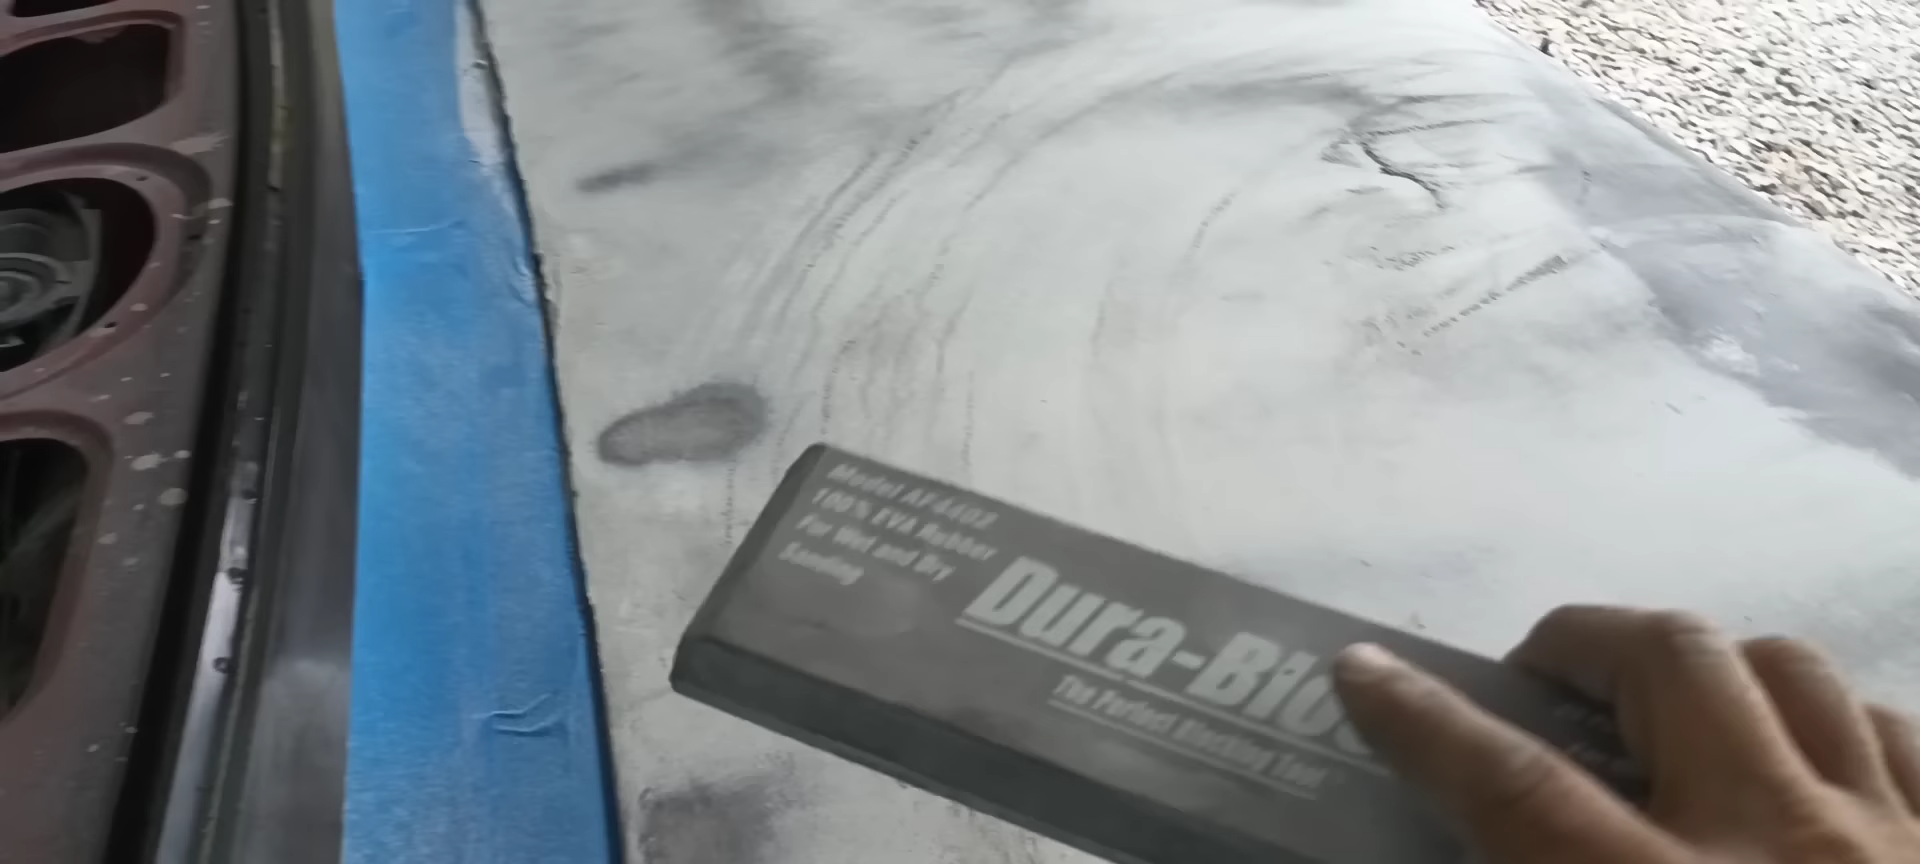 Model AF4402
100% EVA Rubber
For Wet and Dry
Sanding
Dura-Bloc
The Perfect Blocking Tool